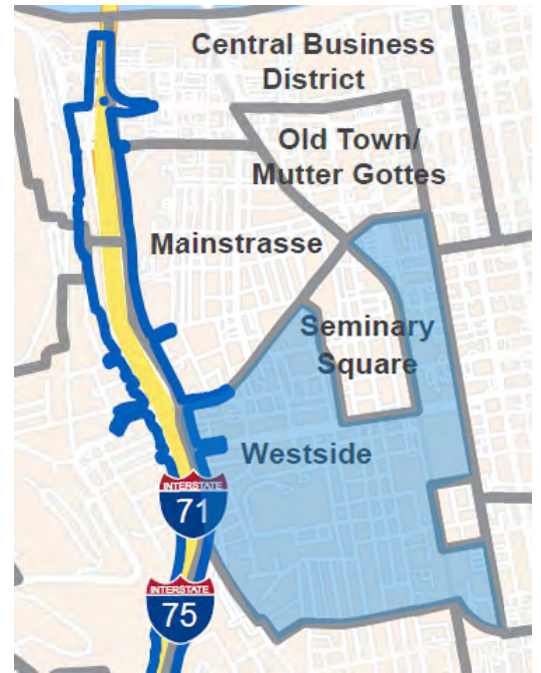 Central Business
District
Old Town/
Mutter Gottes
Mainstrasse
Seminary
Square
Westside
INTERSTATE
71
INTERSTATE
75